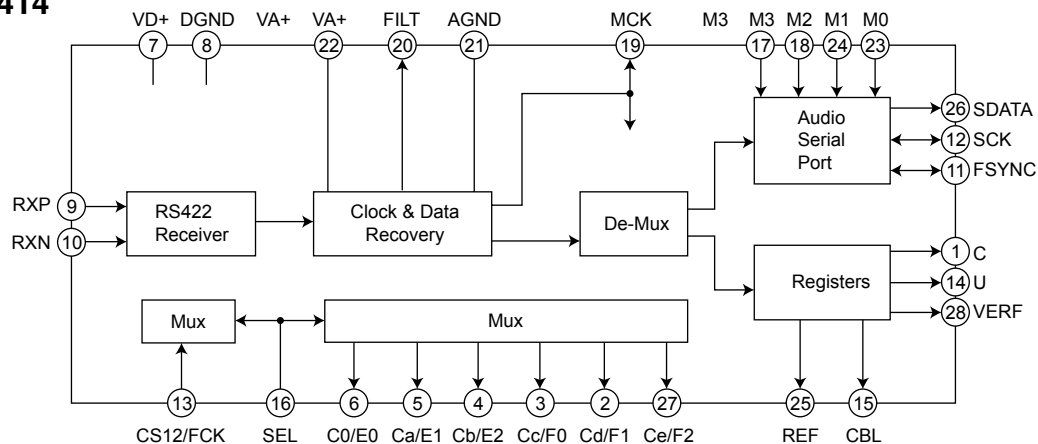 414
VD+ DGND VA+ VA+ FILT AGND MCK M3 M3 M2 M1 M0
7 8 22 20 21 19 17 18 24 23
Audio
Serial
Port
26 SDATA
12 SCK
11 FSYNC
RXP 9
RXN 10
RS422
Receiver
Clock & Data
Recovery
De-Mux
Registers
1 C
14 U
28 VERF
Mux
Mux
13 16 6 5 4 3 2 27 25 15
CS12/FCK SEL C0/E0 Ca/E1 Cb/E2 Cc/F0 Cd/F1 Ce/F2 REF CBL